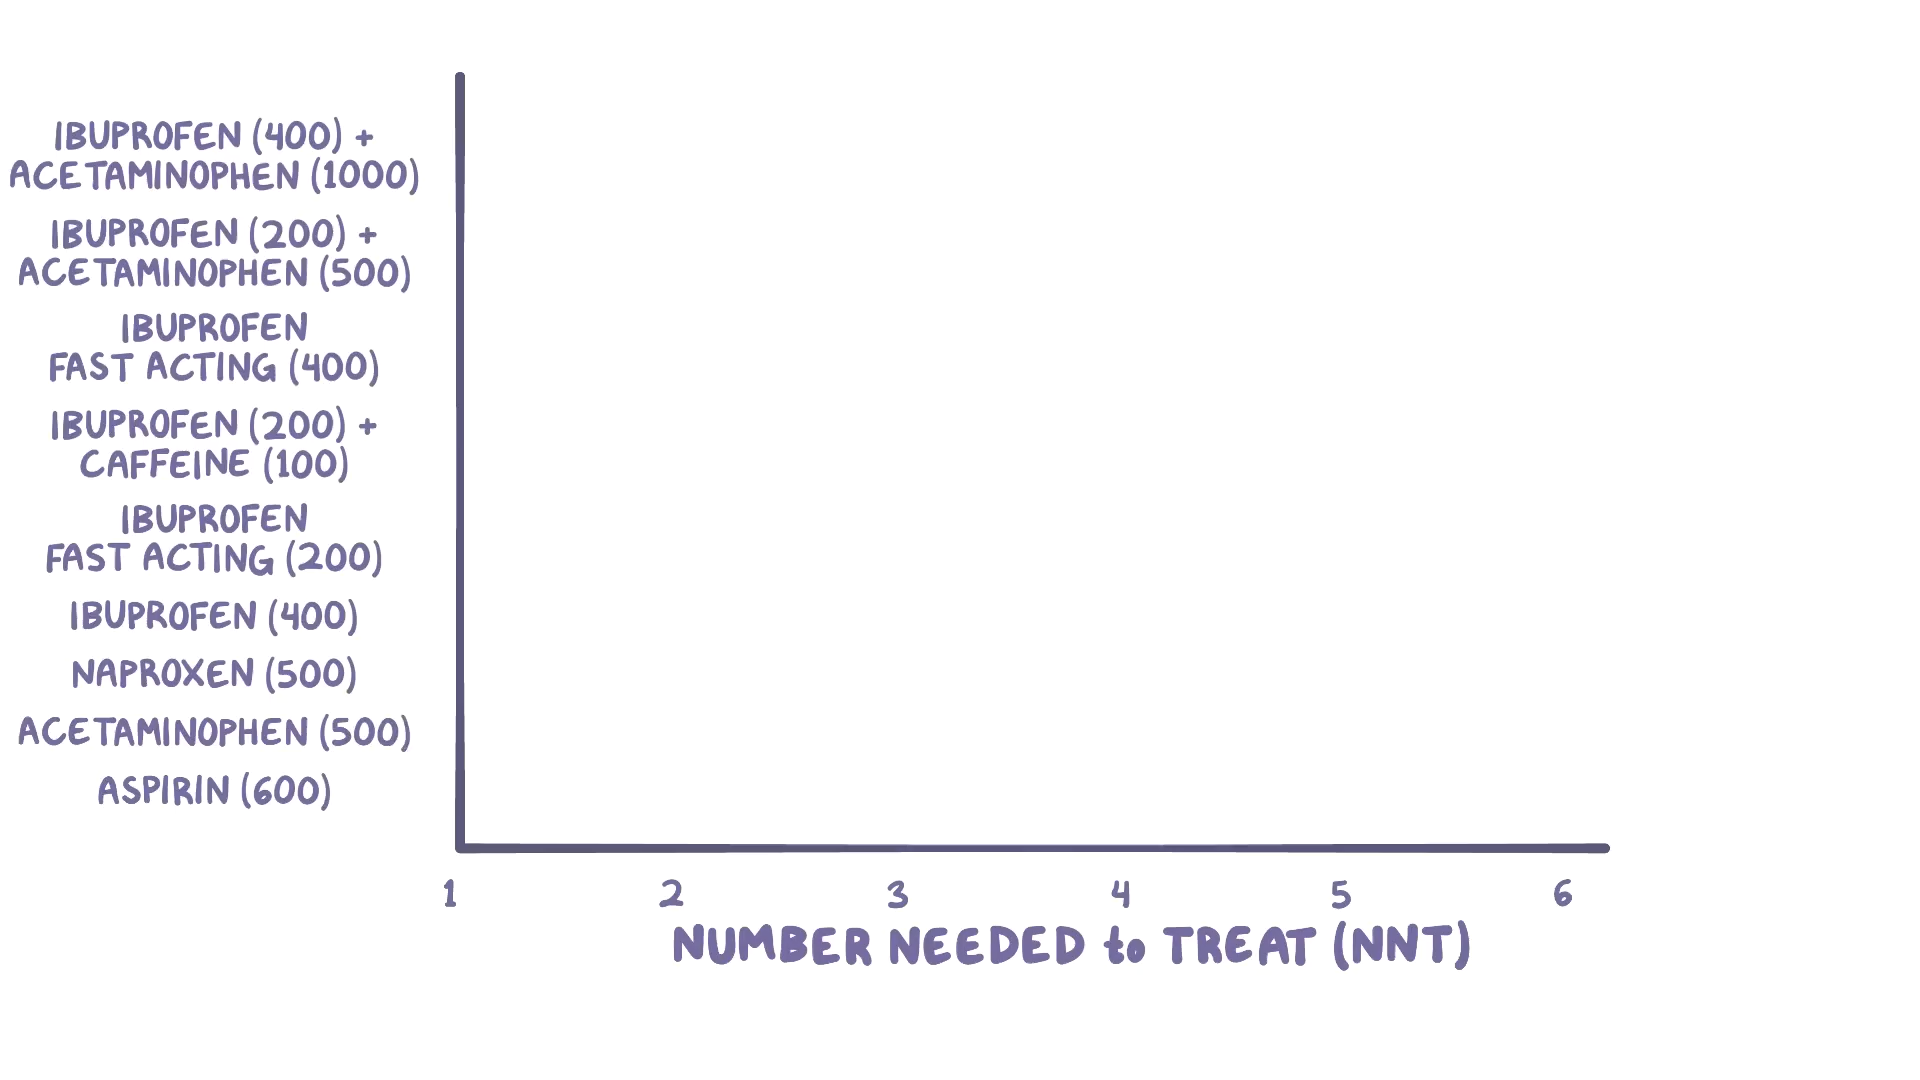 IBUPROFEN (400) +
ACETAMINOPHEN (1000)
IBUPROFEN (200) +
ACETAMINOPHEN (500)
IBUPROFEN
FAST ACTING (400)
IBUPROFEN (200) +
CAFFEINE (100)
IBUPROFEN
FAST ACTING (200)
IBUPROFEN (400)
NAPROXEN (500)
ACETAMINOPHEN (500)
ASPIRIN (600)
1 2 3 4 5 6
NUMBER NEEDED to TREAT (NNT)